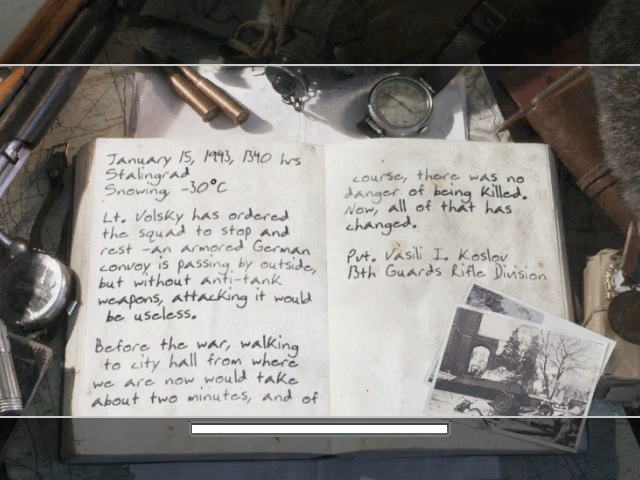 January 15, 1943, 1340 hrs
Stalingrad
Snowing, -30°C
Lt. Volsky has ordered
the squad to stop and
rest -an armored German
convoy is passing by outside,
but without anti-tank
weapons, attacking it would
be useless.
Before the war, walking
to city hall from where
we are now would take
about two minutes, and of
course, there was no
danger of being killed.
Now, all of that has
changed.
Pvt. Vasili I. Koslov
13th Guards Rifle Division